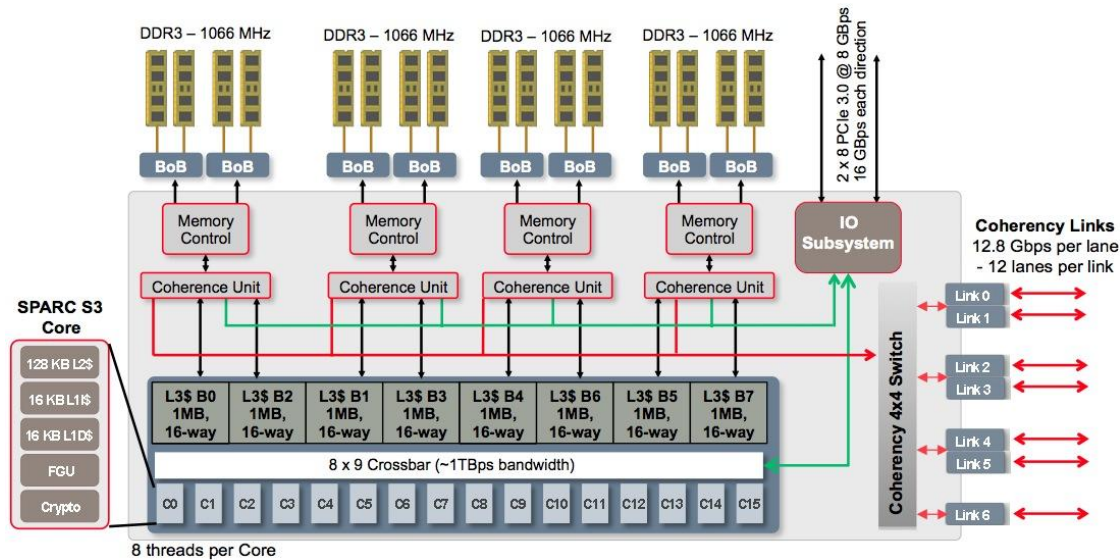 DDR3 – 1066 MHz
DDR3 – 1066 MHz
DDR3 – 1066 MHz
DDR3 – 1066 MHz
BoB
BoB
BoB
BoB
BoB
BoB
BoB
BoB
2 x 8 PCIe 3.0 @ 8 GBps
16 GBps each direction
Memory
Control
Memory
Control
Memory
Control
Memory
Control
IO
Subsystem
Coherence Unit
Coherence Unit
Coherence Unit
Coherence Unit
Coherency Links
12.8 Gbps per lane
- 12 lanes per link
Coherency 4x4 Switch
Link 0
Link 1
Link 2
Link 3
Link 4
Link 5
Link 6
SPARC S3
Core
128 KB L2$
16 KB L1I$
16 KB L1D$
FGU
Crypto
L3$ B0
1MB,
16-way
L3$ B2
1MB,
16-way
L3$ B1
1MB,
16-way
L3$ B3
1MB,
16-way
L3$ B4
1MB,
16-way
L3$ B6
1MB,
16-way
L3$ B5
1MB,
16-way
L3$ B7
1MB,
16-way
8 x 9 Crossbar (~1TBps bandwidth)
C0 C1 C2 C3 C4 C5 C6 C7 C8 C9 C10 C11 C12 C13 C14 C15
8 threads per Core